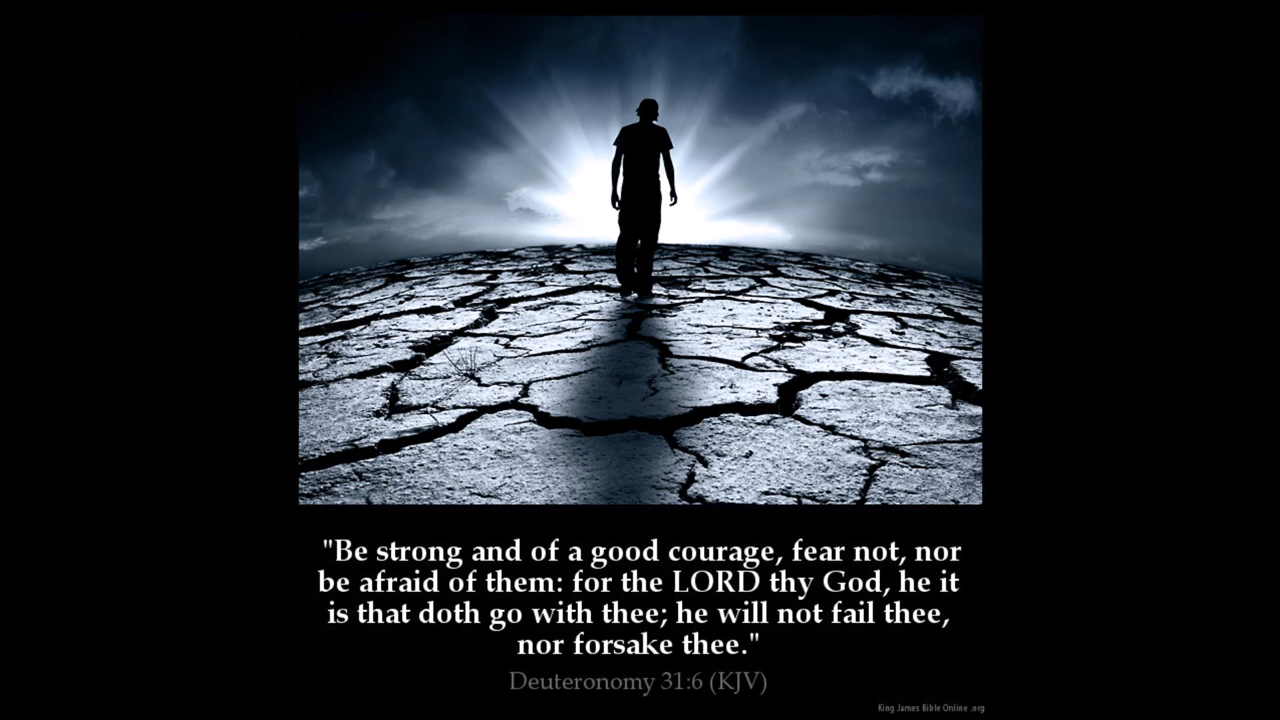 "Be strong and of a good courage, fear not, nor
be afraid of them: for the LORD thy God, he it
is that doth go with thee; he will not fail thee,
nor forsake thee."
Deuteronomy 31:6 (KJV)
King James Bible Online .org